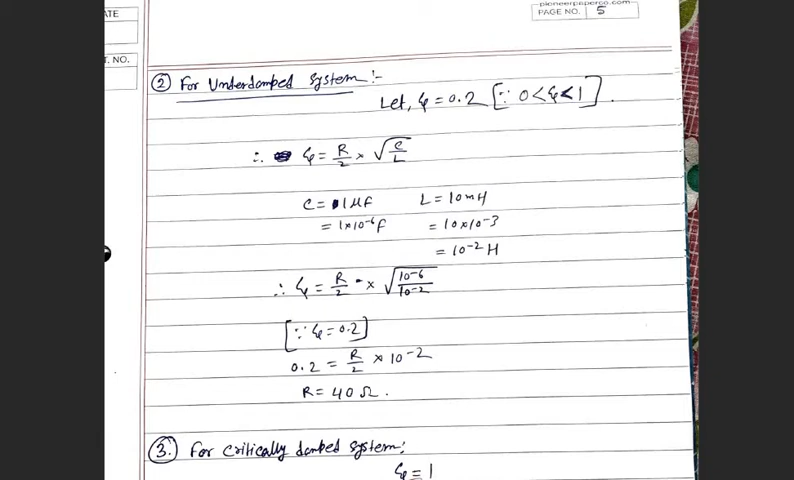 pioneerpaperco.com
PAGE NO. 5
ATE
T. NO.
② For Underdamped System :-
Let, ξ = 0.2 [∵ 0<ξ<1].
∴ ξ = R/2 × √(C/L)
C = 1μF L = 10mH
= 1×10⁻⁶F = 10×10⁻³
= 10⁻² H
∴ ξ = R/2 × √(10⁻⁶/10⁻²)
[∵ ξ = 0.2]
0.2 = R/2 × 10⁻²
R = 40 Ω.
③. For critically damped system:
ξ = 1